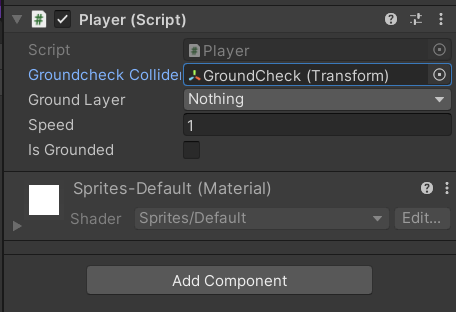 Player (Script)
Script Player
Groundcheck Collider GroundCheck (Transform)
Ground Layer Nothing
Speed 1
Is Grounded
Sprites-Default (Material)
Shader Sprites/Default Edit...
Add Component